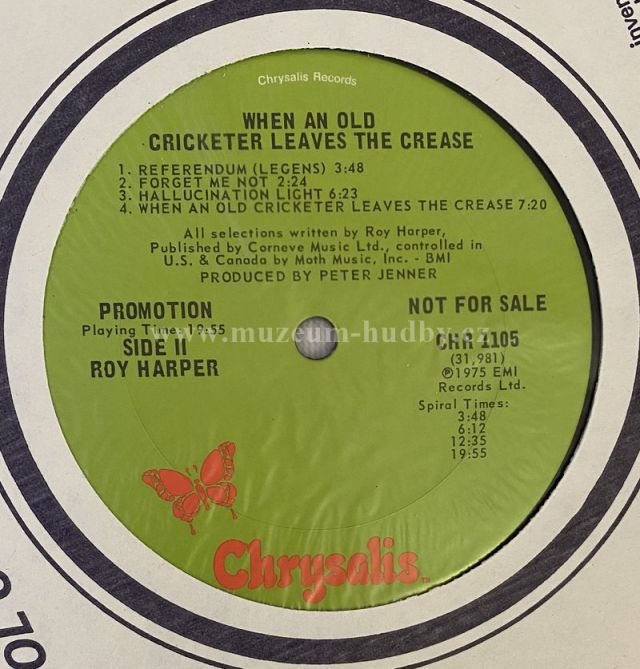 Chrysalis Records
WHEN AN OLD
CRICKETER LEAVES THE CREASE
1. REFERENDUM (LEGENS) 3:48
2. FORGET ME NOT 2:24
3. HALLUCINATION LIGHT 6:23
4. WHEN AN OLD CRICKETER LEAVES THE CREASE 7:20
All selections written by Roy Harper,
Published by Corneve Music Ltd., controlled in
U.S. & Canada by Moth Music, Inc. - BMI
PRODUCED BY PETER JENNER
PROMOTION
Playing Time: 19:55
SIDE II
ROY HARPER
NOT FOR SALE
CHR 1105
(31,981)
℗1975 EMI
Records Ltd.
Spiral Times:
3:48
6:12
12:35
19:55
www.muzeum-hudby.cz
Chrysalis™